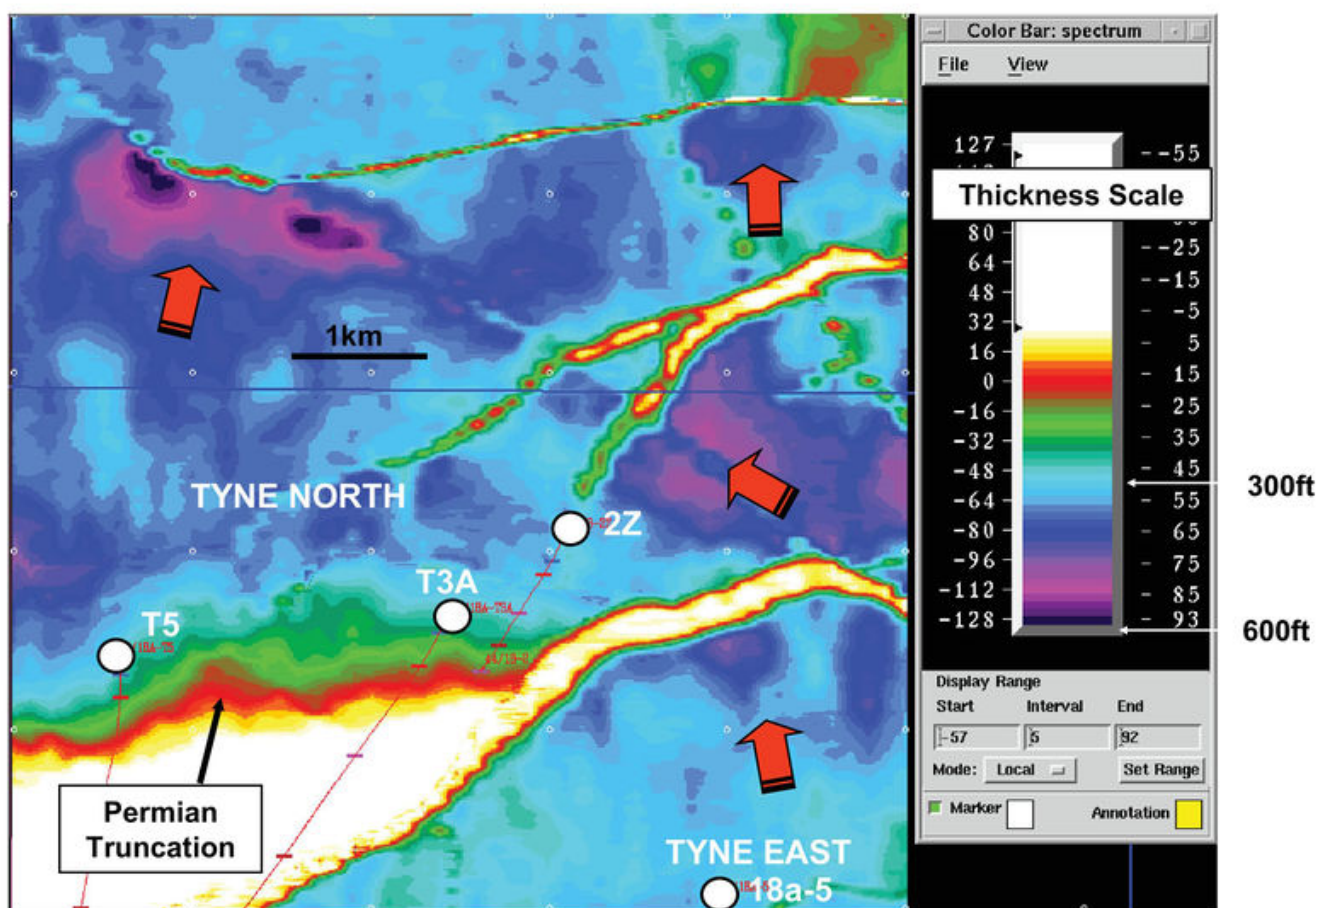 Color Bar: spectrum
File View
127 --55
Thickness Scale
80 --25
64 --15
48 --5
32
5
16
15
0
25
-16
35
-32
45
-48
55
-64
65
-80
75
-96
85
-112
93
-128
300ft
600ft
1km
TYNE NORTH
2Z
T3A
T5
Permian
Truncation
TYNE EAST
18a-5
Display Range
Start Interval End
-57 5 92
Mode: Local Set Range
Marker Annotation